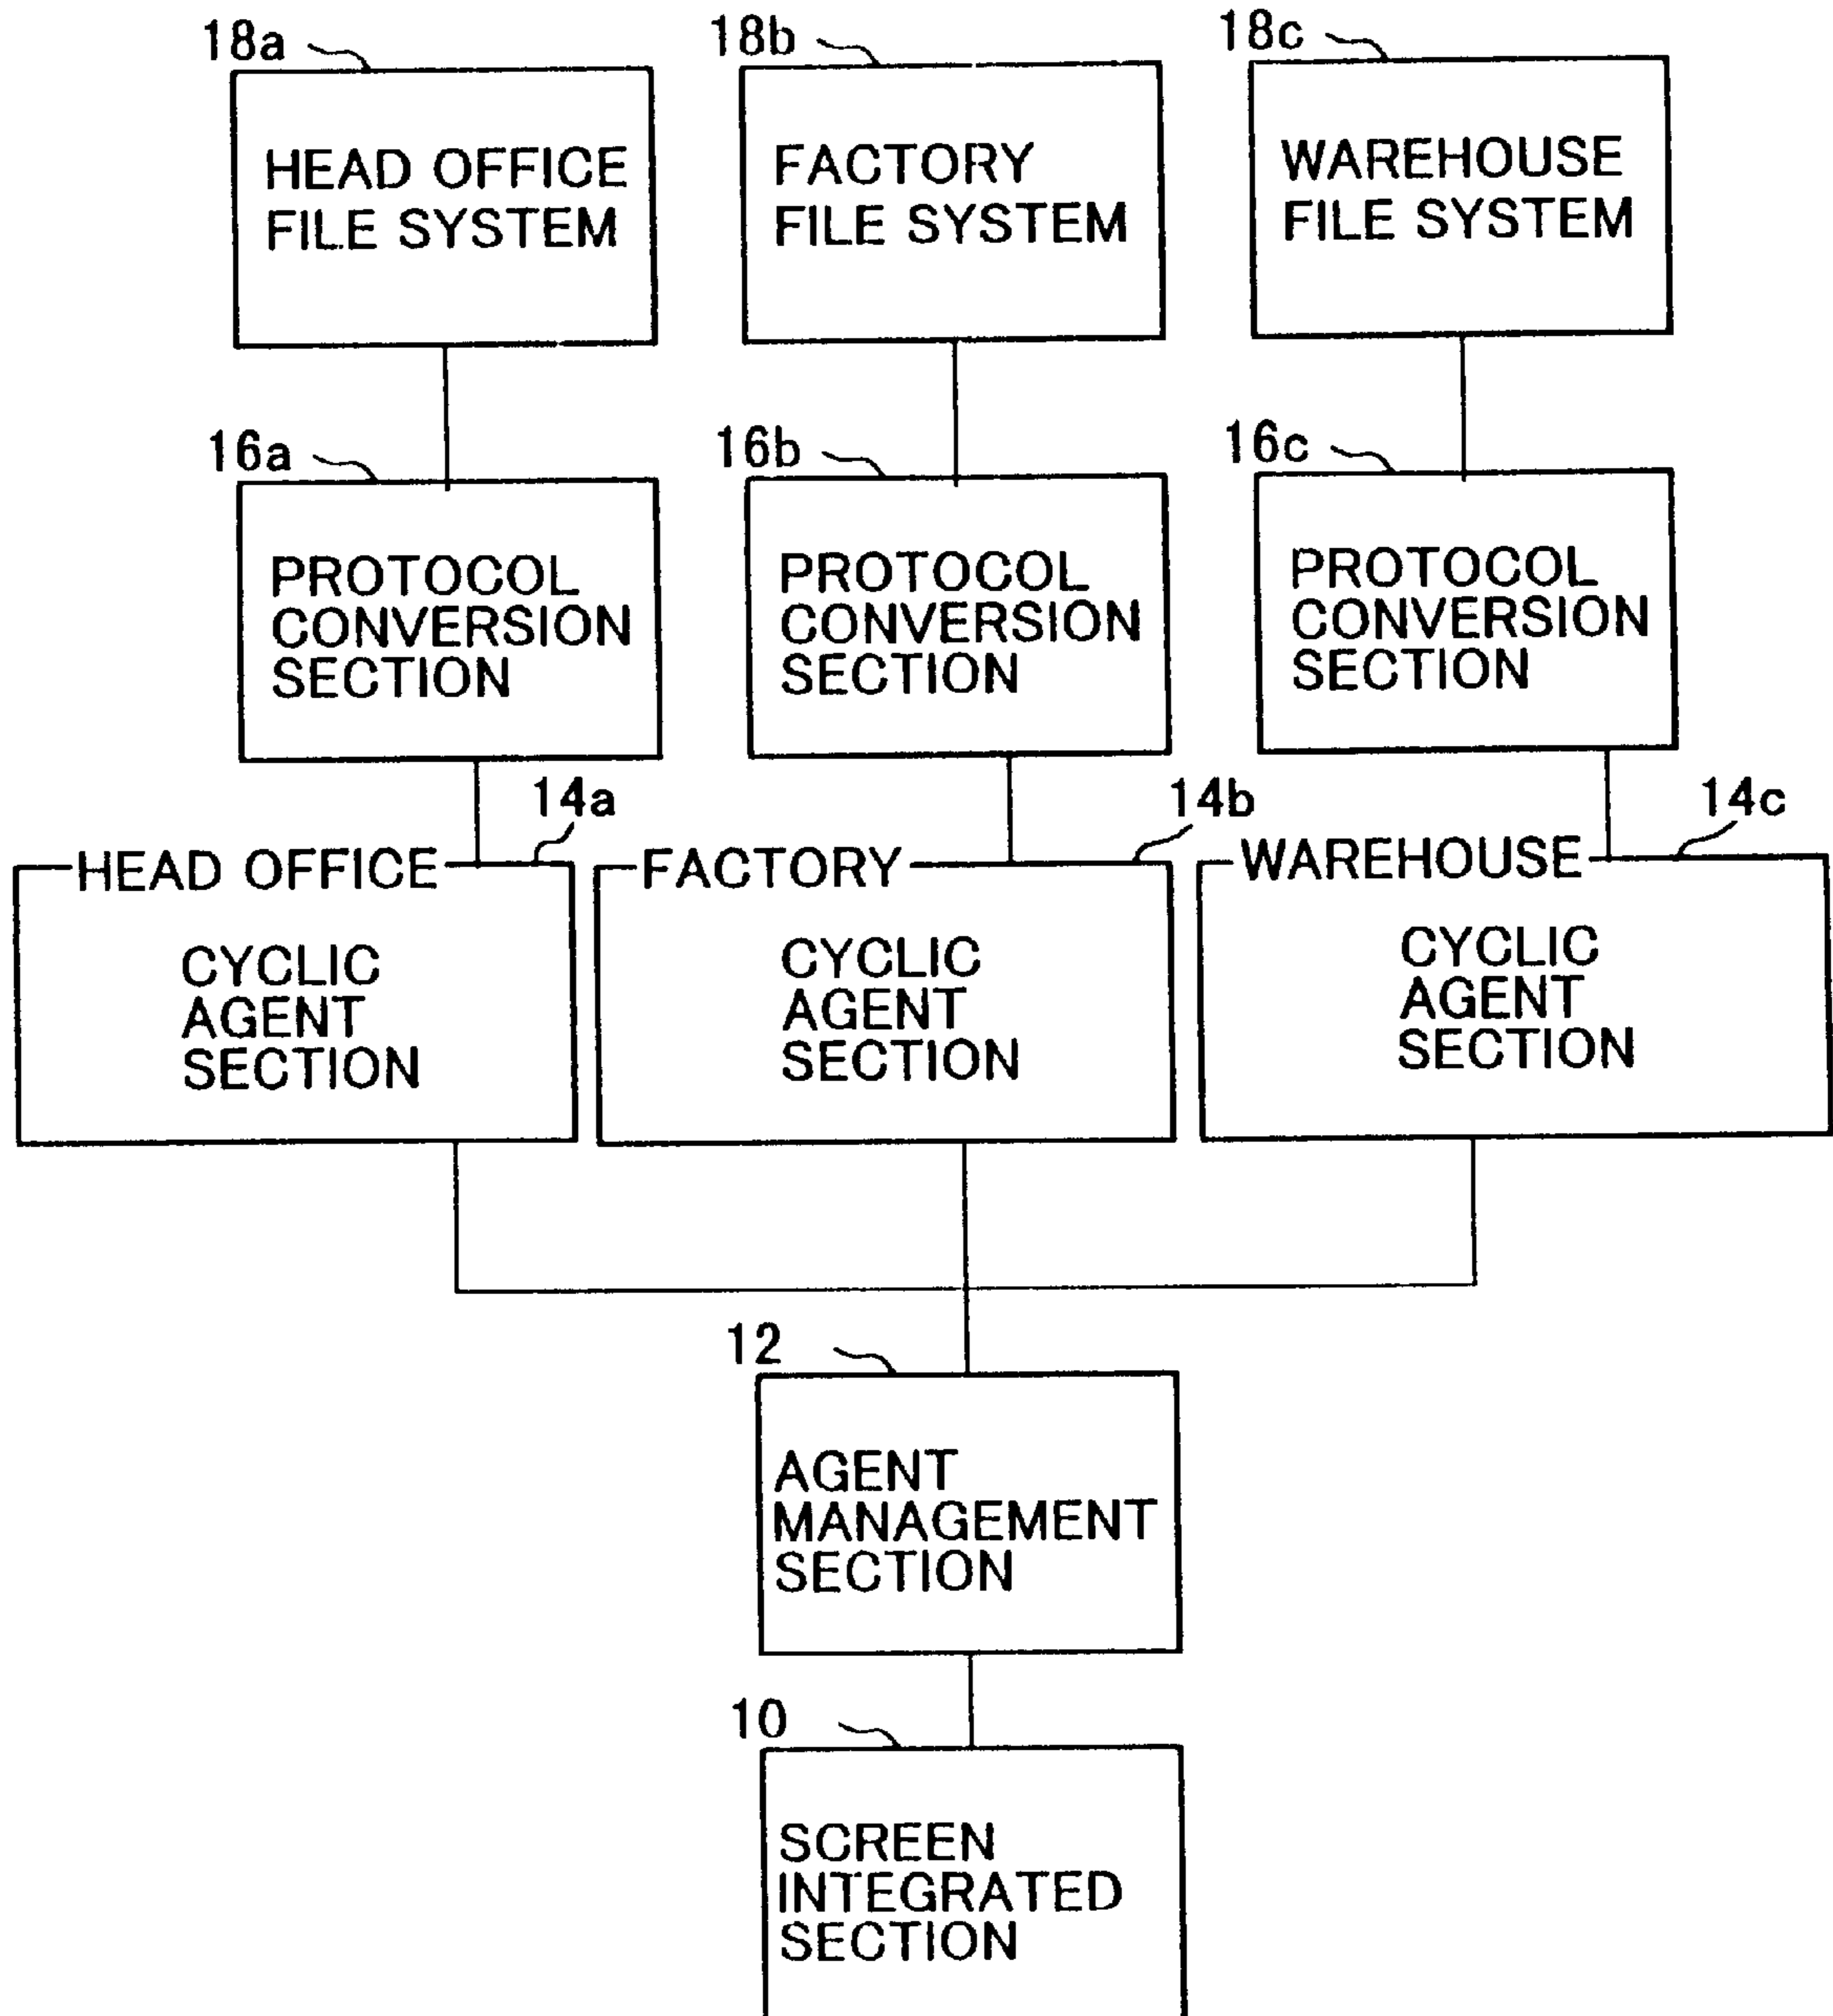 18a
18b
18c
HEAD OFFICE
FILE SYSTEM
FACTORY
FILE SYSTEM
WAREHOUSE
FILE SYSTEM
16a
16b
16c
PROTOCOL
CONVERSION
SECTION
PROTOCOL
CONVERSION
SECTION
PROTOCOL
CONVERSION
SECTION
14a
14b
14c
HEAD OFFICE
CYCLIC
AGENT
SECTION
FACTORY
CYCLIC
AGENT
SECTION
WAREHOUSE
CYCLIC
AGENT
SECTION
12
AGENT
MANAGEMENT
SECTION
10
SCREEN
INTEGRATED
SECTION